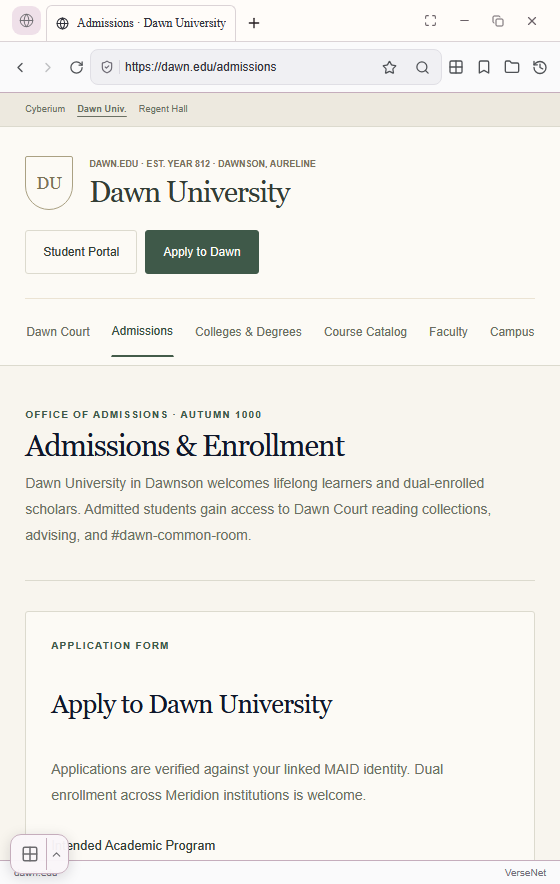 Admissions · Dawn University
https://dawn.edu/admissions
Cyberium Dawn Univ. Regent Hall
DU
DAWN.EDU · EST. YEAR 812 · DAWNSON, AURELINE
Dawn University
Student Portal Apply to Dawn
Dawn Court Admissions Colleges & Degrees Course Catalog Faculty Campus
OFFICE OF ADMISSIONS · AUTUMN 1000
Admissions & Enrollment
Dawn University in Dawnson welcomes lifelong learners and dual-enrolled
scholars. Admitted students gain access to Dawn Court reading collections,
advising, and #dawn-common-room.
APPLICATION FORM
Apply to Dawn University
Applications are verified against your linked MAID identity. Dual
enrollment across Meridion institutions is welcome.
Intended Academic Program
dawn.edu VerseNet